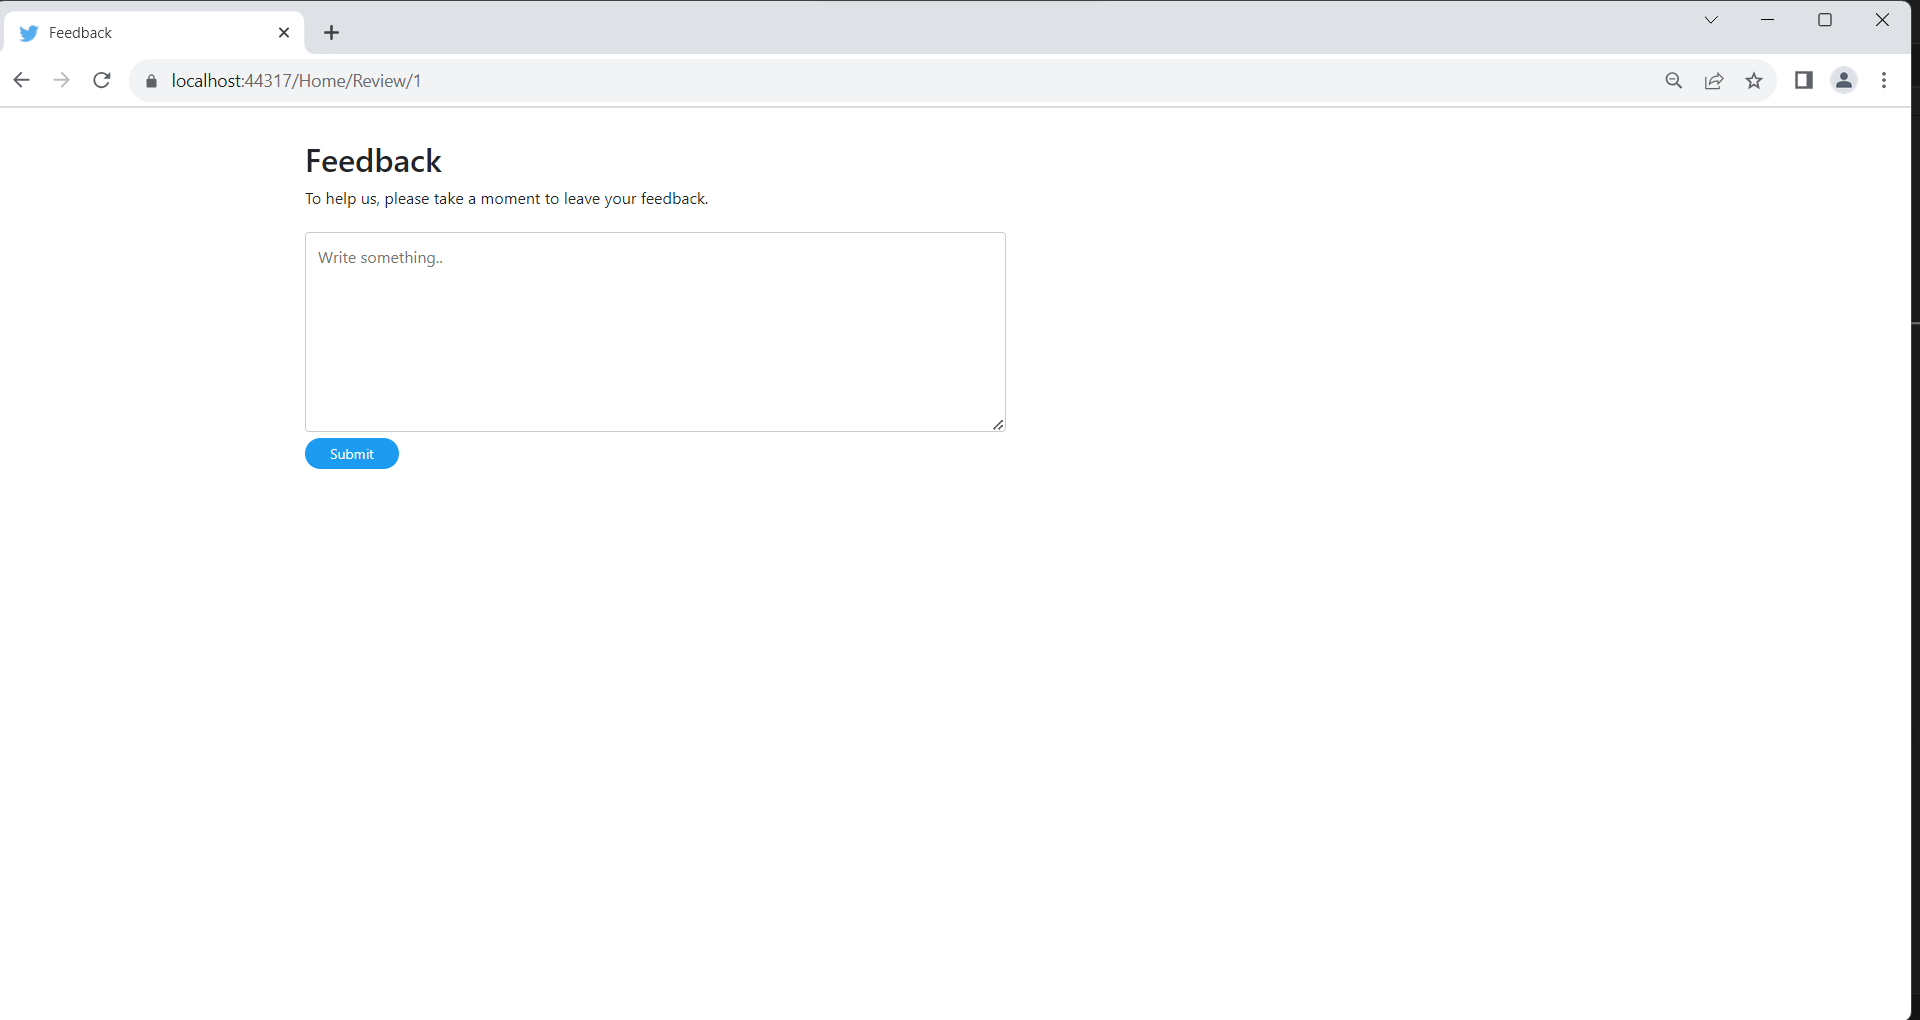 Feedback
localhost:44317/Home/Review/1
Feedback
To help us, please take a moment to leave your feedback.
Write something..
Submit